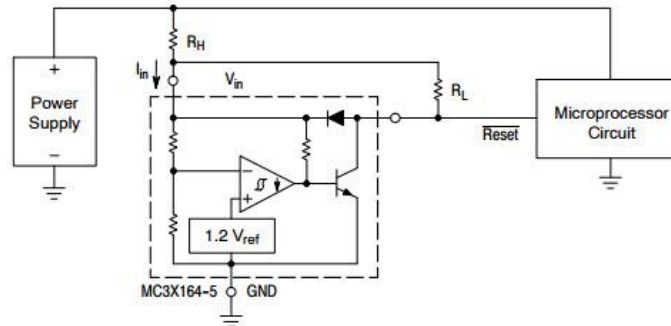 R_H
I_in
V_in
R_L
+
Power
Supply
−
Reset
Microprocessor
Circuit
−
+
1.2 V_ref
MC3X164-5
GND